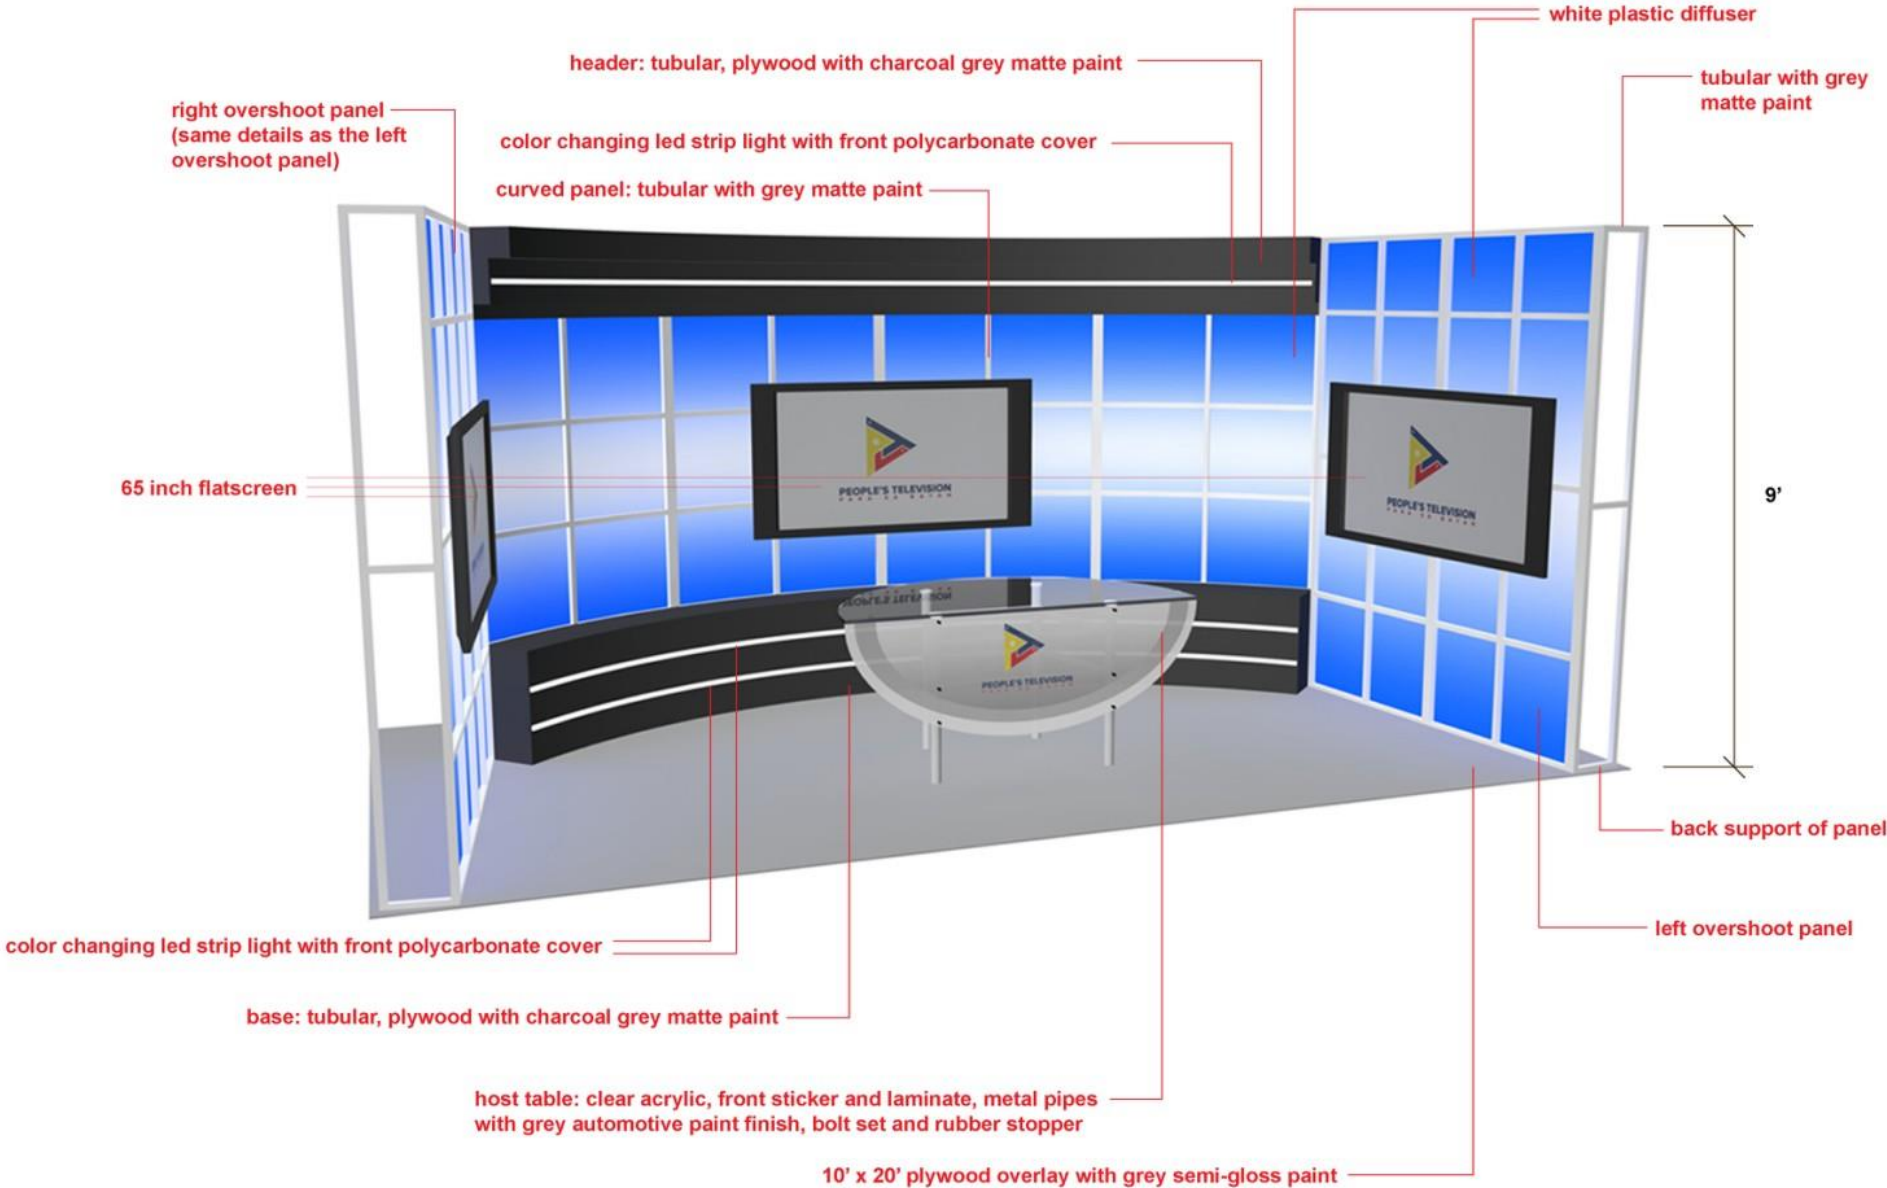 white plastic diffuser
header: tubular, plywood with charcoal grey matte paint
tubular with grey
matte paint
right overshoot panel
(same details as the left
overshoot panel)
color changing led strip light with front polycarbonate cover
curved panel: tubular with grey matte paint
65 inch flatscreen
PEOPLE'S TELEVISION
PEOPLE'S TELEVISION
9'
PEOPLE'S TELEVISION
PEOPLE'S TELEVISION
back support of panel
left overshoot panel
color changing led strip light with front polycarbonate cover
base: tubular, plywood with charcoal grey matte paint
host table: clear acrylic, front sticker and laminate, metal pipes
with grey automotive paint finish, bolt set and rubber stopper
10' x 20' plywood overlay with grey semi-gloss paint